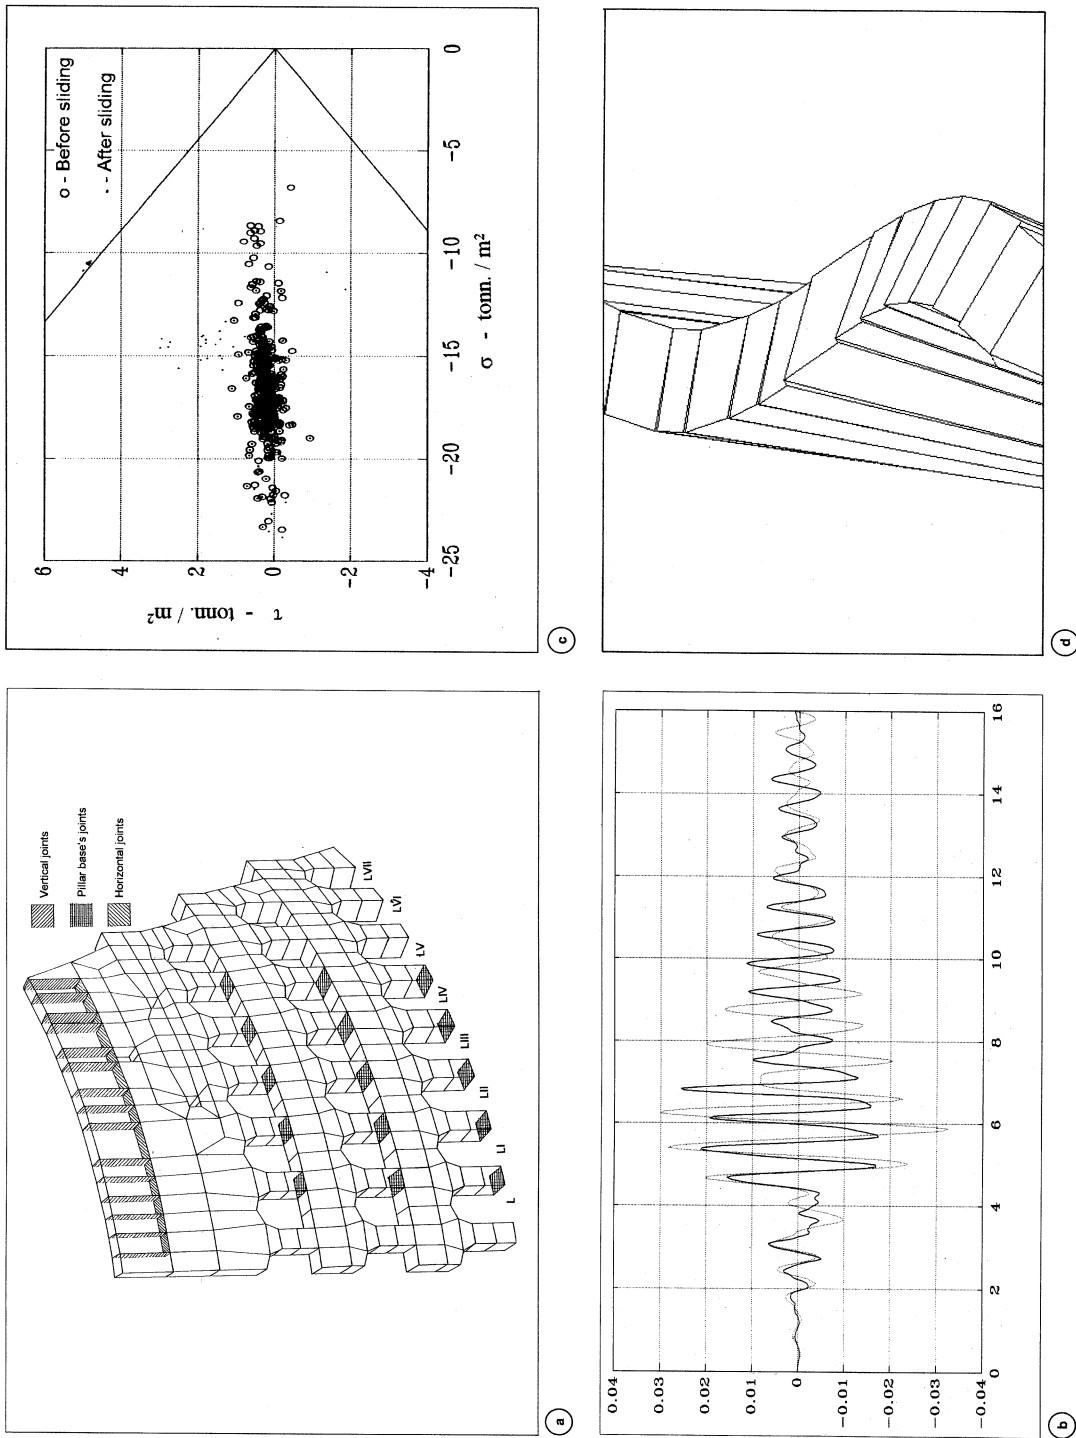 Vertical joints
Pillar base's joints
Horizontal joints
L
LI
LII
LIII
LIV
LV
LVI
LVII
a
0.04
0.03
0.02
0.01
0
-0.01
-0.02
-0.03
-0.04
0
2
4
6
8
10
12
14
16
b
o - Before sliding
·- After sliding
6
4
2
0
-2
-4
τ - tonn. / m²
-25
-20
-15
-10
-5
0
σ - tonn. / m²
c
d